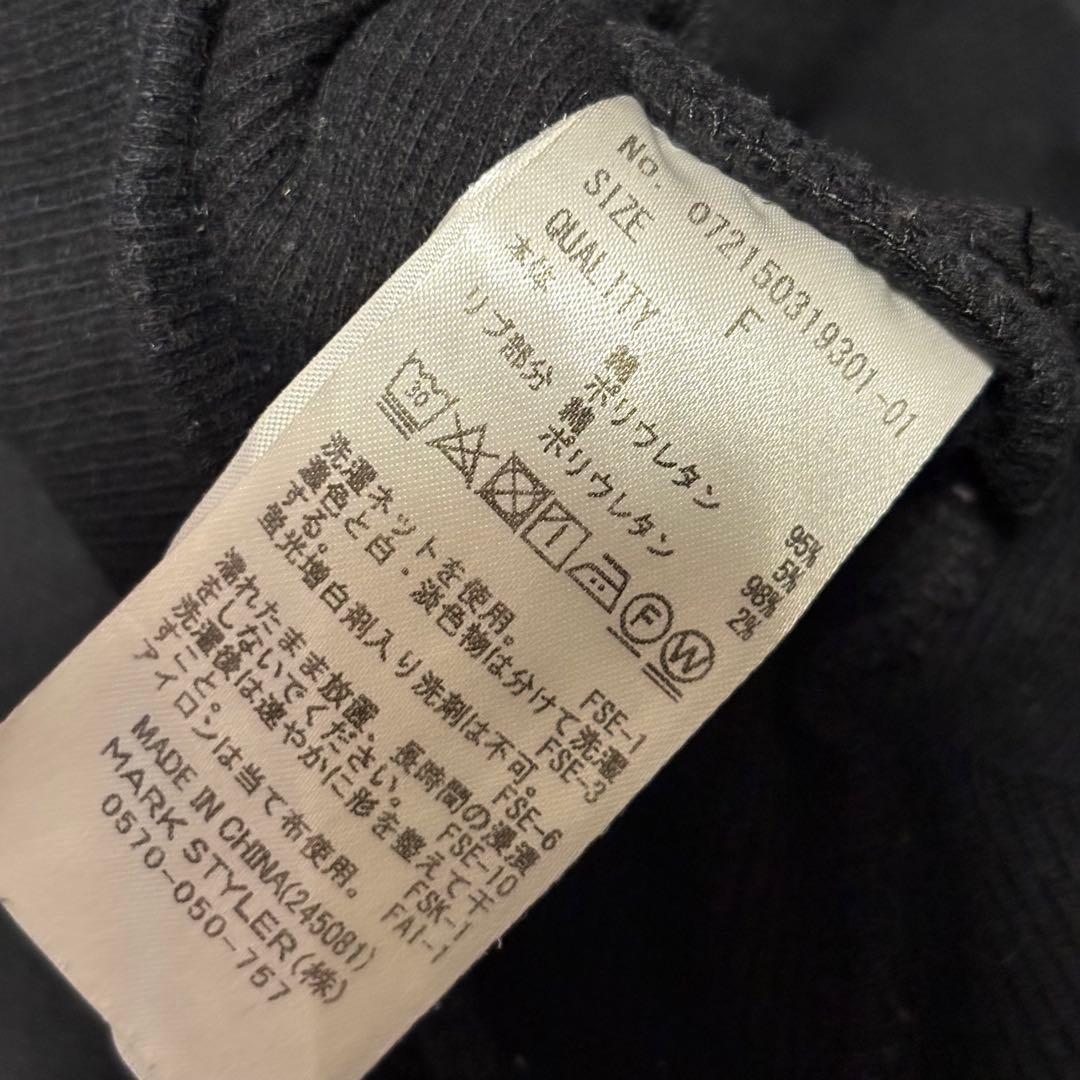 No. 072150319301-01
SIZE F
QUALITY
本体 綿 95%
ポリウレタン 5%
リブ部分 綿 98%
ポリウレタン 2%
30
F W
洗濯ネットを使用。 FSE-1
濃色と白・淡色物は分けて洗濯
する。 FSE-3
蛍光増白剤入り洗剤は不可。
FSE-6
濡れたまま放置、長時間の浸漬
をしないでください。 FSE-10
洗濯後は速やかに形を整えて干
すこと。 FSK-1
アイロンは当て布使用。 FAI-1
MADE IN CHINA(245081)
MARK STYLER(株)
0570-050-757